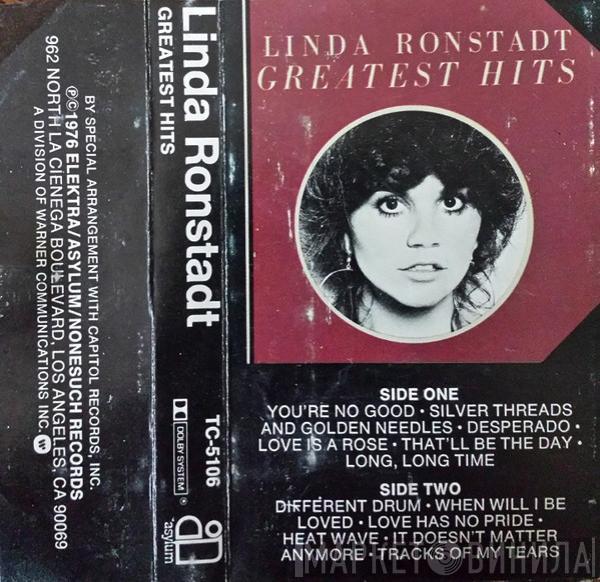 BY SPECIAL ARRANGEMENT WITH CAPITOL RECORDS, INC.
℗©1976 ELEKTRA/ASYLUM/NONESUCH RECORDS
A DIVISION OF WARNER COMMUNICATIONS INC.
962 NORTH LA CIENEGA BOULEVARD, LOS ANGELES, CA 90069
Linda Ronstadt
GREATEST HITS
TC-5106
DOLBY SYSTEM
asylum
LINDA RONSTADT
GREATEST HITS
SIDE ONE
YOU'RE NO GOOD · SILVER THREADS
AND GOLDEN NEEDLES · DESPERADO ·
LOVE IS A ROSE · THAT'LL BE THE DAY ·
LONG, LONG TIME
SIDE TWO
DIFFERENT DRUM · WHEN WILL I BE
LOVED · LOVE HAS NO PRIDE ·
HEAT WAVE · IT DOESN'T MATTER
ANYMORE · TRACKS OF MY TEARS
МАРКЕТ ВИНИЛА